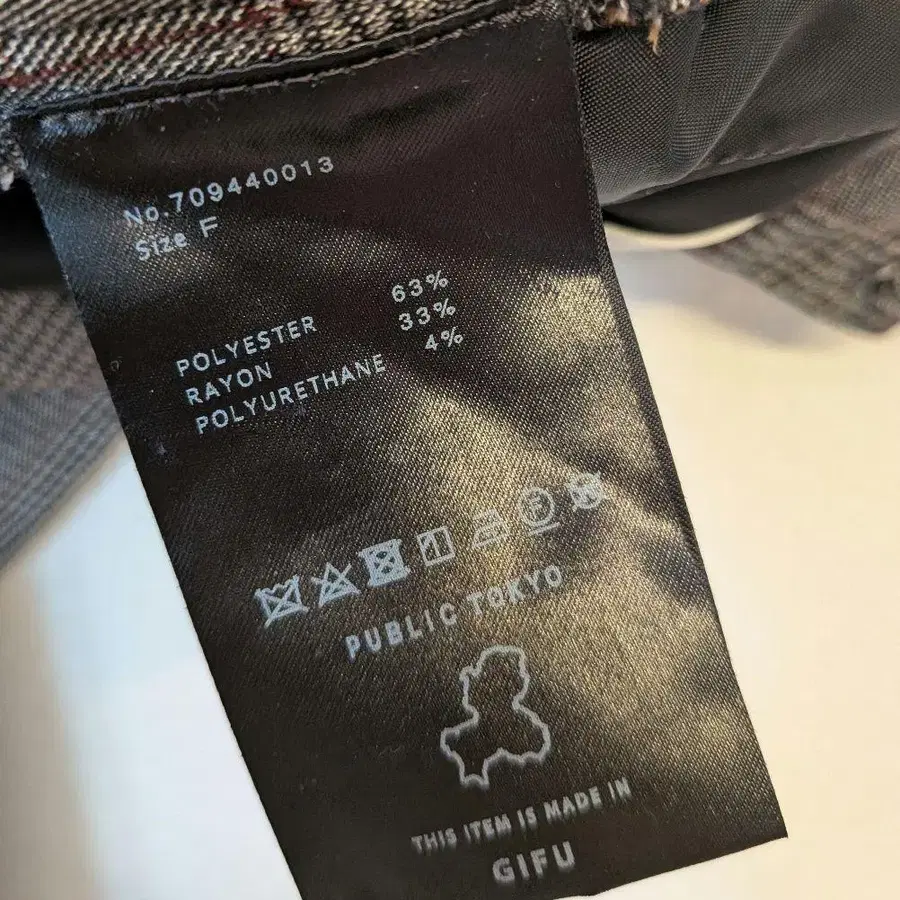 No.709440013
Size F
POLYESTER 63%
RAYON 33%
POLYURETHANE 4%
F
PUBLIC TOKYO
THIS ITEM IS MADE IN
GIFU